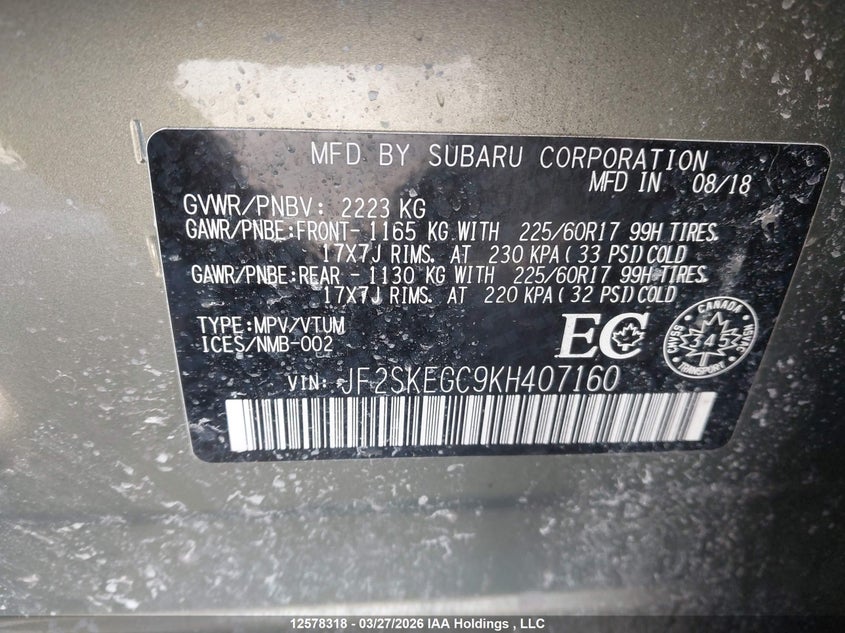 MFD BY SUBARU CORPORATION
MFD IN 08/18
GVWR/PNBV: 2223 KG
GAWR/PNBE:FRONT- 1165 KG WITH 225/60R17 99H TIRES.
17X7J RIMS. AT 230 KPA ( 33 PSI) COLD
GAWR/PNBE:REAR - 1130 KG WITH 225/60R17 99H TIRES.
17X7J RIMS. AT 220 KPA ( 32 PSI) COLD
TYPE:MPV/VTUM
ICES/NMB-002
EC
CANADA
CMVSS
345
NSVAC
TRANSPORT
VIN: JF2SKEGC9KH407160
12578318 - 03/27/2026 IAA Holdings , LLC